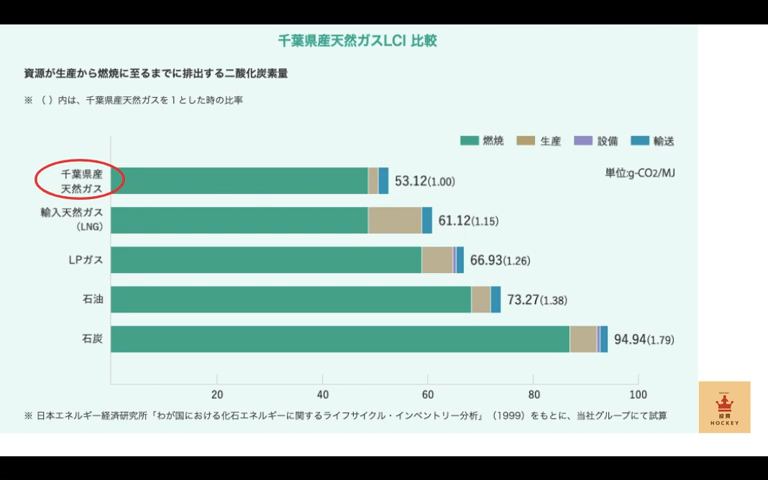 千葉県産天然ガスLCI 比較
資源が生産から燃焼に至るまでに排出する二酸化炭素量
※ ( ) 内は、千葉県産天然ガスを1とした時の比率
燃焼 生産 設備 輸送
単位:g-CO2/MJ
千葉県産
天然ガス
53.12(1.00)
輸入天然ガス
(LNG)
61.12(1.15)
LPガス
66.93(1.26)
石油
73.27(1.38)
石炭
94.94(1.79)
20 40 60 80 100
※ 日本エネルギー経済研究所「わが国における化石エネルギーに関するライフサイクル・インベントリー分析」(1999)をもとに、当社グループにて試算
投資
HOCKEY